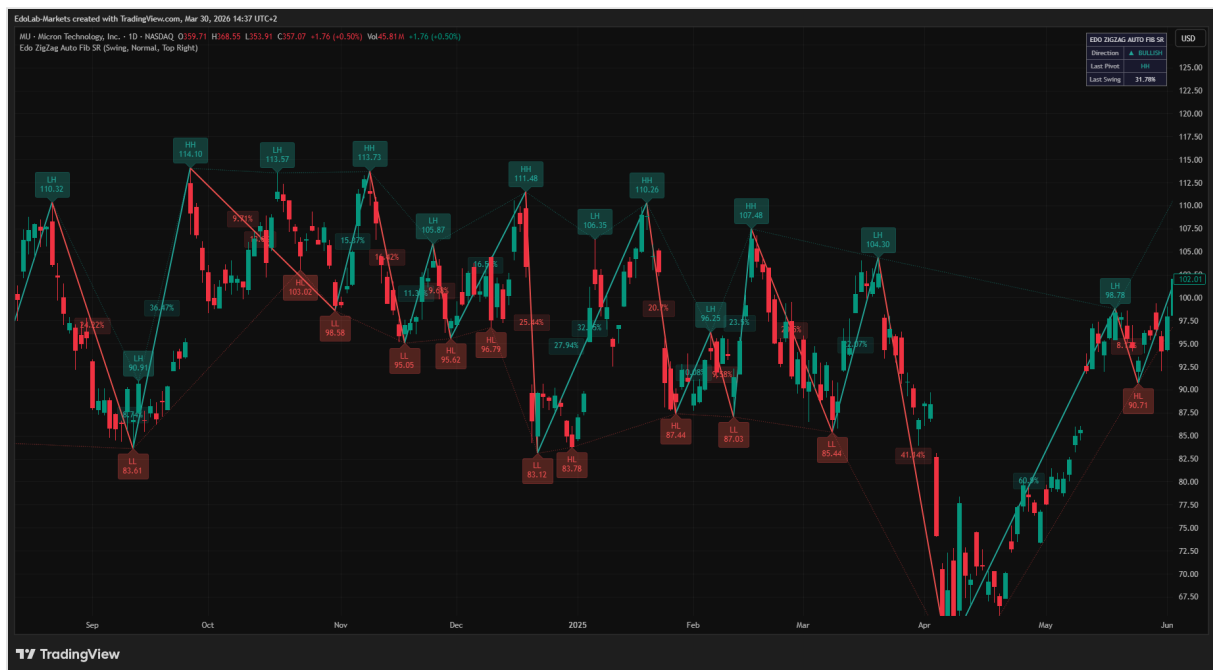 EdoLab-Markets created with TradingView.com, Mar 30, 2026 14:37 UTC+2
MU · Micron Technology, Inc. · 1D · NASDAQ O359.71 H368.55 L353.91 C357.07 +1.76 (+0.50%) Vol45.81M +1.76 (+0.50%)
Edo ZigZag Auto Fib SR (Swing, Normal, Top Right)
EDO ZIGZAG AUTO FIB SR
Direction ▲ BULLISH
Last Pivot HH
Last Swing 31.78%
USD
125.00
122.50
120.00
117.50
115.00
112.50
110.00
107.50
105.00
102.01
100.00
97.50
95.00
92.50
90.00
87.50
85.00
82.50
80.00
77.50
75.00
72.50
70.00
67.50
LH
110.32
HH
114.10
LH
113.57
HH
113.73
LH
105.87
HH
111.48
LH
106.35
HH
110.26
LH
96.25
HH
107.48
LH
104.30
LH
98.78
LH
90.91
LL
83.61
HL
103.02
LL
98.58
LL
95.05
HL
95.62
HL
96.79
LL
83.12
HL
83.78
HL
87.44
LL
87.03
LL
85.44
HL
90.71
36.47%
9.71%
25.44%
27.94%
20.7%
23.5%
41.14%
60.9%
Sep
Oct
Nov
Dec
2025
Feb
Mar
Apr
May
Jun
TradingView